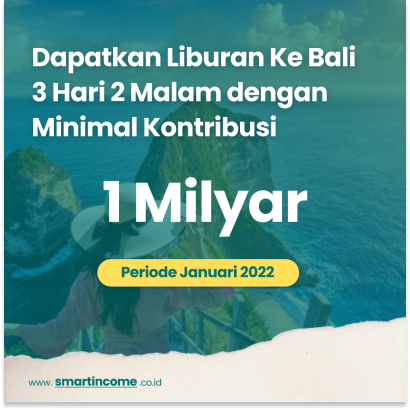 Dapatkan Liburan Ke Bali
3 Hari 2 Malam dengan
Minimal Kontribusi
1 Milyar
Periode Januari 2022
www. smartincome .co.id